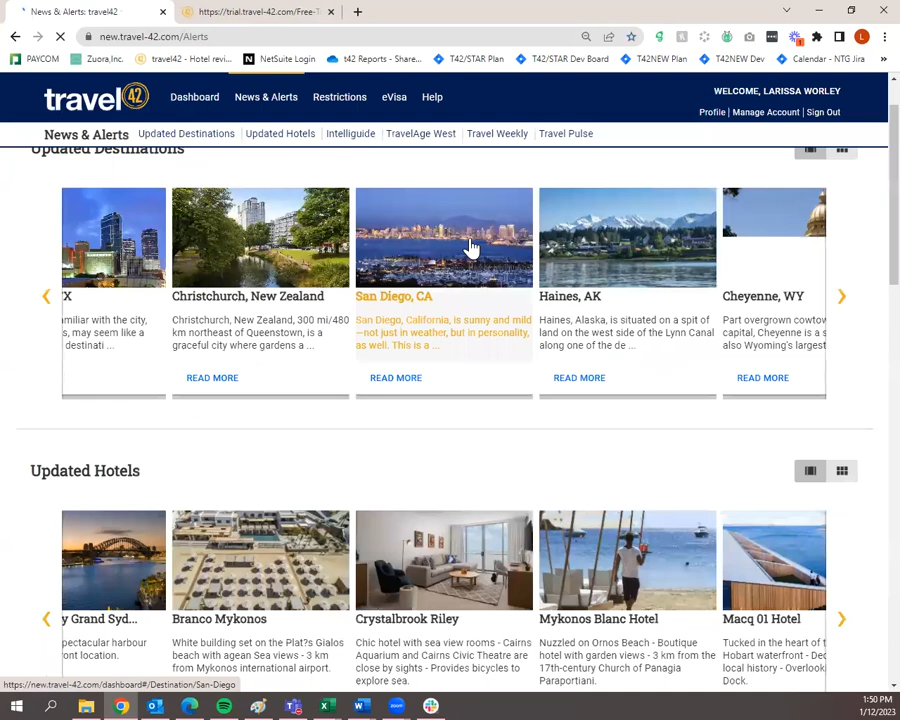 News & Alerts: travel42
https://trial.travel-42.com/Free-T
new.travel-42.com/Alerts
L
PAYCOM
Zuora,Inc.
travel42 - Hotel revi...
NetSuite Login
t42 Reports - Share...
T42/STAR Plan
T42/STAR Dev Board
T42NEW Plan
T42NEW Dev
Calendar - NTG Jira
travel 42
Dashboard
News & Alerts
Restrictions
eVisa
Help
WELCOME, LARISSA WORLEY
Profile | Manage Account | Sign Out
News & Alerts
Updated Destinations | Updated Hotels | Intelliguide | TravelAge West | Travel Weekly | Travel Pulse
Updated Destinations
X
amiliar with the city,
s, may seem like a
destinati ...
Christchurch, New Zealand
Christchurch, New Zealand, 300 mi/480
km northeast of Queenstown, is a
graceful city where gardens a ...
READ MORE
San Diego, CA
San Diego, California, is sunny and mild
—not just in weather, but in personality,
as well. This is a ...
READ MORE
Haines, AK
Haines, Alaska, is situated on a spit of
land on the west side of the Lynn Canal
along one of the de ...
READ MORE
Cheyenne, WY
Part overgrown cowtow
capital, Cheyenne is a s
also Wyoming's largest
READ MORE
Updated Hotels
y Grand Syd...
pectacular harbour
ront location.
Branco Mykonos
White building set on the Plat?s Gialos
beach with agean Sea views - 3 km
from Mykonos international airport.
Crystalbrook Riley
Chic hotel with sea view rooms - Cairns
Aquarium and Cairns Civic Theatre are
close by sights - Provides bicycles to
explore sea.
Mykonos Blanc Hotel
Nuzzled on Ornos Beach - Boutique
hotel with garden views - 3 km from the
17th-century Church of Panagia
Paraportiani.
Macq 01 Hotel
Tucked in the heart of t
Hobart waterfront - De
local history - Overlook
Dock.
https://new.travel-42.com/dashboard#/Destination/San-Diego
1:50 PM
1/12/2023